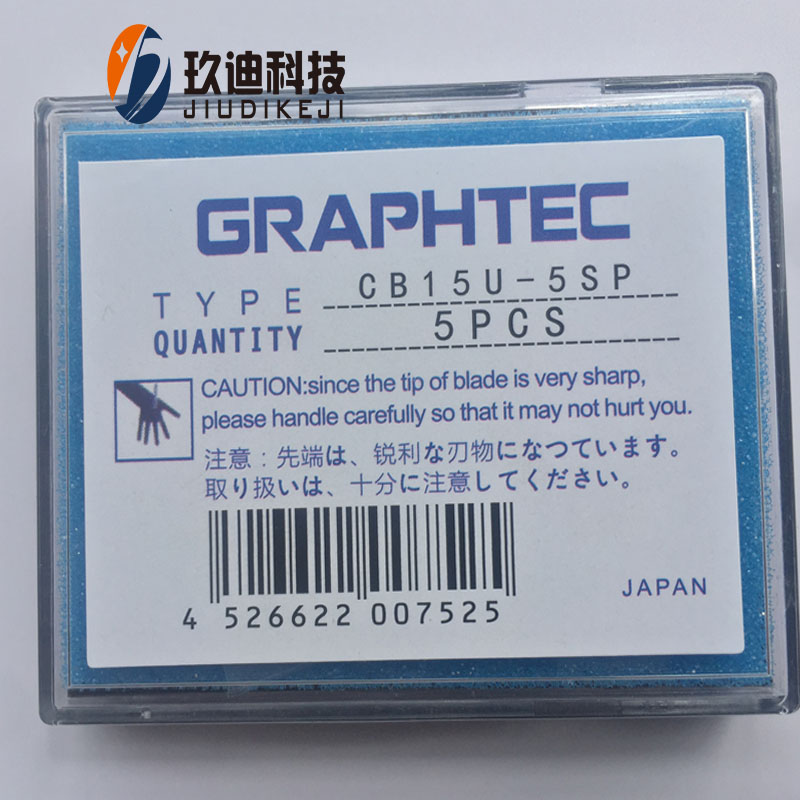 玖迪科技
JIUDIKEJI
GRAPHTEC
TYPE CB15U-5SP
QUANTITY 5PCS
CAUTION:since the tip of blade is very sharp,
please handle carefully so that it may not hurt you.
注意：先端は、锐利な刃物になつています。
取り扱いは、十分に注意してください。
4 526622 007525
JAPAN